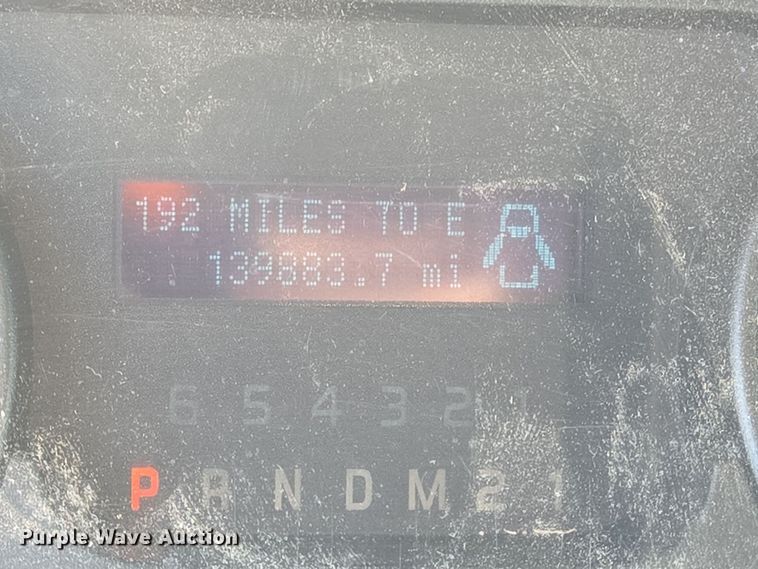 192 MILES TO E
139883.7 mi
6 5 4 3 2 1
P R N D M 2 1
Purple Wave Auction